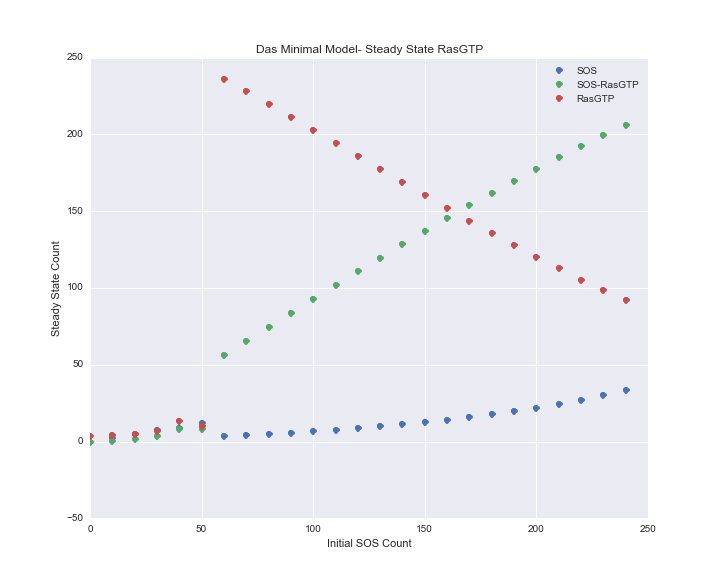 Das Minimal Model- Steady State RasGTP
SOS
SOS-RasGTP
RasGTP
250
200
150
100
50
0
−50
Steady State Count
0
50
100
150
200
250
Initial SOS Count